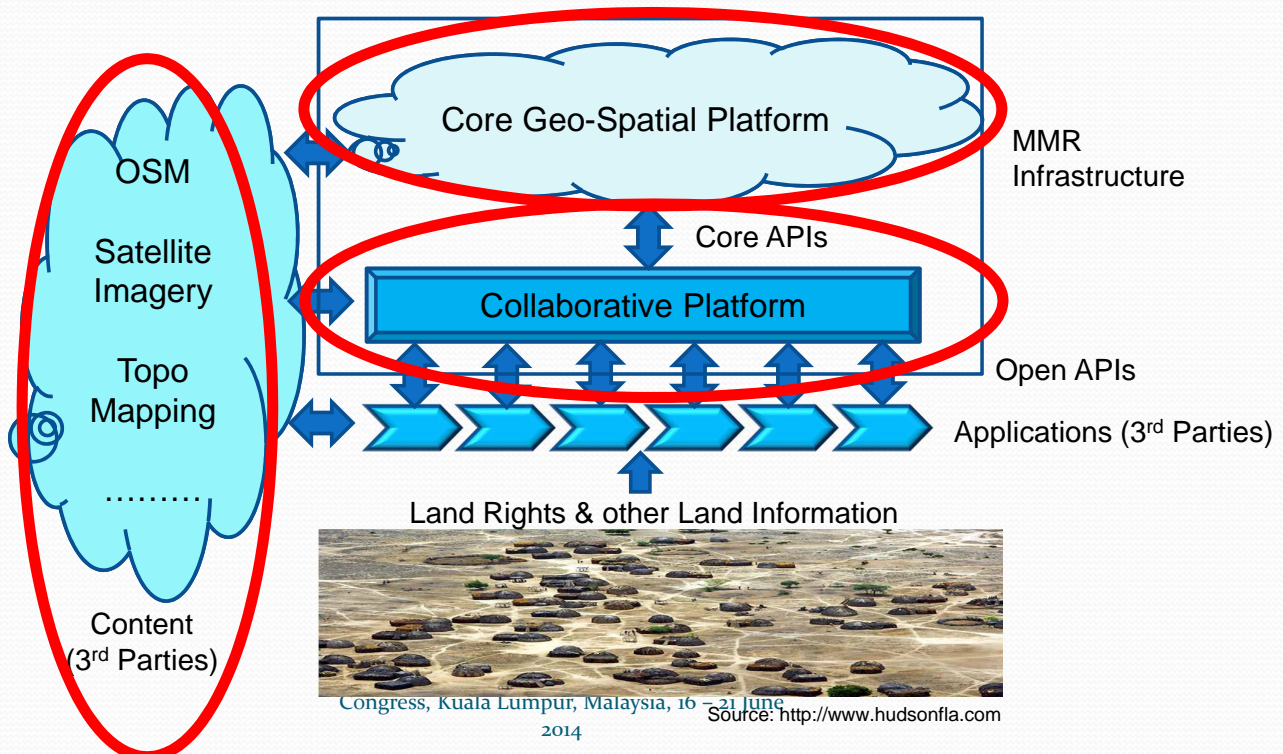 Core Geo-Spatial Platform
MMR
Infrastructure
OSM
Satellite
Imagery
Topo
Mapping
………
Content
(3rd Parties)
Core APIs
Collaborative Platform
Open APIs
Applications (3rd Parties)
Land Rights & other Land Information
Congress, Kuala Lumpur, Malaysia, 16 – 21 June
2014
Source: http://www.hudsonfla.com